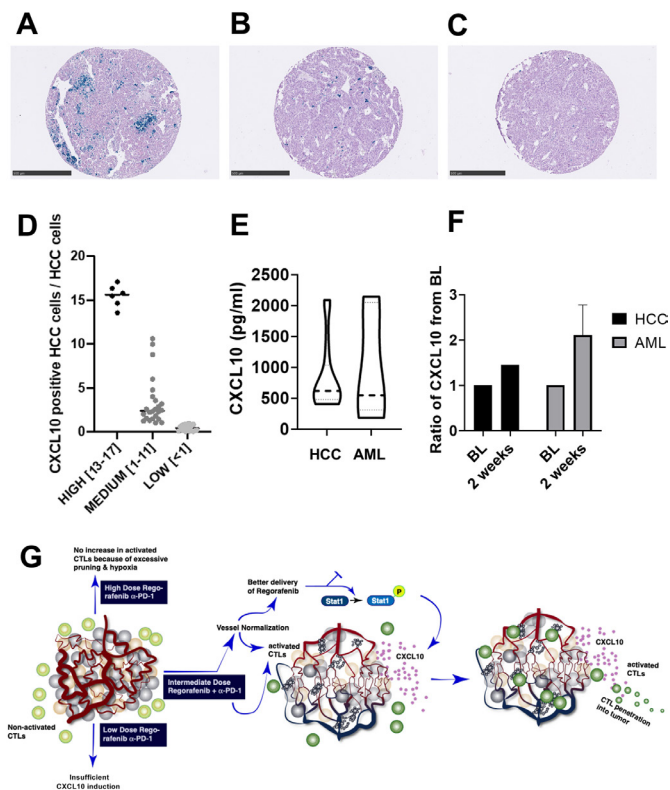 A
B
C
D
CXCL10 positive HCC cells / HCC cells
20
15
10
5
0
HIGH [13-17]
MEDIUM [1-11]
LOW [<1]
E
CXCL10 (pg/ml)
2500
2000
1500
1000
500
0
HCC
AML
F
Ratio of CXCL10 from BL
3
2
1
0
BL
2 weeks
BL
2 weeks
HCC
AML
G
No increase in activated
CTLs because of excessive
pruning & hypoxia
High Dose Rego-
rafenib α-PD-1
Non-activated
CTLs
Low Dose Rego-
rafenib α-PD-1
Insufficient
CXCL10 induction
Better delivery
of Regorafenib
Vessel Normalization
Intermediate Dose
Regorafenib + α-PD-1
activated
CTLs
Stat1
Stat1
P
CXCL10
CXCL10
activated
CTLs
CTL penetration
into tumor